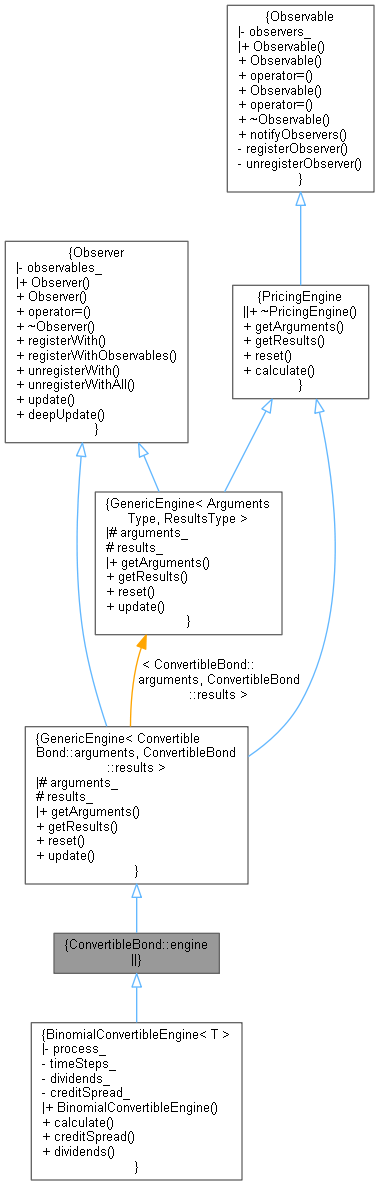 {Observable
|- observers_
|+ Observable()
+ Observable()
+ operator=()
+ Observable()
+ operator=()
+ ~Observable()
+ notifyObservers()
- registerObserver()
- unregisterObserver()
}
{Observer
|- observables_
|+ Observer()
+ Observer()
+ operator=()
+ ~Observer()
+ registerWith()
+ registerWithObservables()
+ unregisterWith()
+ unregisterWithAll()
+ update()
+ deepUpdate()
}
{PricingEngine
||+ ~PricingEngine()
+ getArguments()
+ getResults()
+ reset()
+ calculate()
}
{GenericEngine< Arguments
Type, ResultsType >
|# arguments_
# results_
|+ getArguments()
+ getResults()
+ reset()
+ update()
}
< ConvertibleBond::
arguments, ConvertibleBond
::results >
{GenericEngine< Convertible
Bond::arguments, ConvertibleBond
::results >
|# arguments_
# results_
|+ getArguments()
+ getResults()
+ reset()
+ update()
}
{ConvertibleBond::engine
||}
{BinomialConvertibleEngine< T >
|- process_
- timeSteps_
- dividends_
- creditSpread_
|+ BinomialConvertibleEngine()
+ calculate()
+ creditSpread()
+ dividends()
}